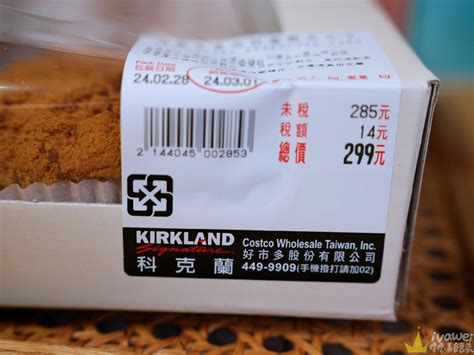 Pack Date
包裝日期
24.02.28 24.03.01
未稅 285元
稅額 14元
總價 299元
2 144045 002853
KIRKLAND
Signature
科克蘭
Costco Wholesale Taiwan, Inc.
好市多股份有限公司
449-9909(手機撥打請加02)